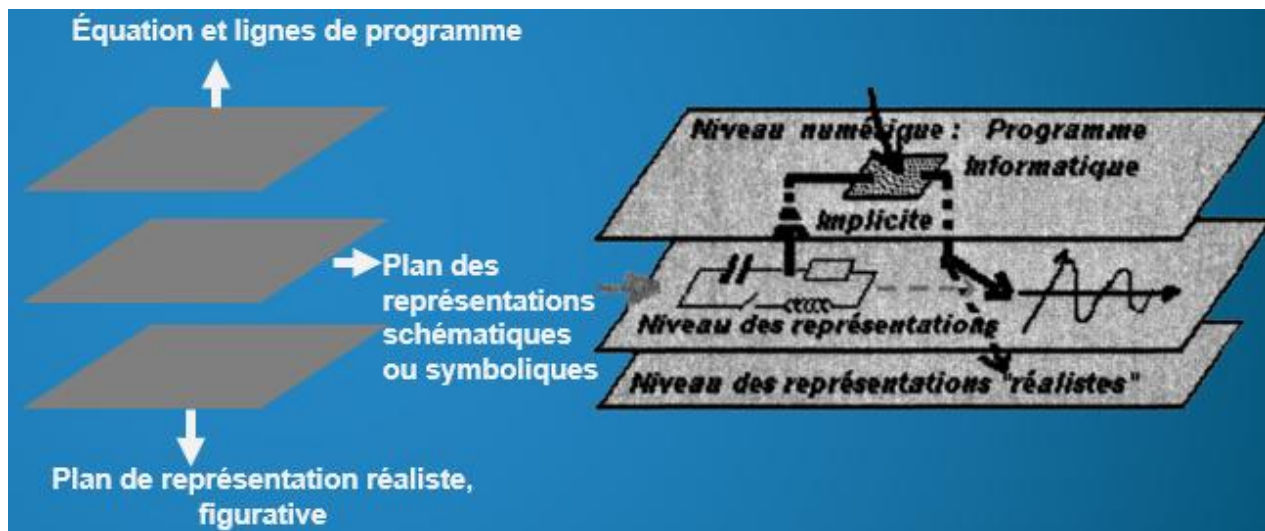 Équation et lignes de programme
Plan des
représentations
schématiques
ou symboliques
Plan de représentation réaliste,
figurative
Niveau numérique : Programme
Informatique
Implicite
Niveau des représentations
Niveau des représentations "réalistes"